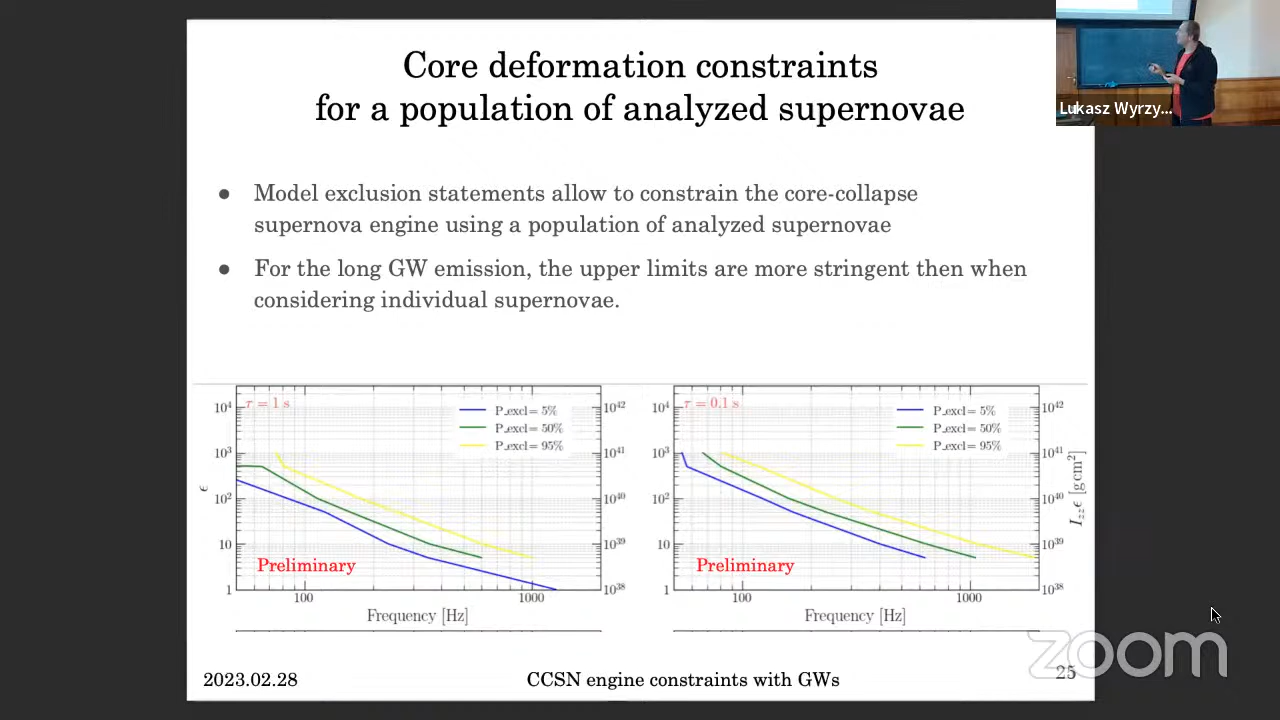 Core deformation constraints
for a population of analyzed supernovae
Lukasz Wyrzy...
● Model exclusion statements allow to constrain the core-collapse
supernova engine using a population of analyzed supernovae
● For the long GW emission, the upper limits are more stringent then when
considering individual supernovae.
τ = 1 s
P_excl= 5%
P_excl= 50%
P_excl= 95%
10⁴
10³
10²
10
1
ϵ
10⁴²
10⁴¹
10⁴⁰
10³⁹
10³⁸
Preliminary
100
1000
Frequency [Hz]
τ = 0.1 s
P_excl= 5%
P_excl= 50%
P_excl= 95%
10⁴
10³
10²
10
1
10⁴²
10⁴¹
10⁴⁰
10³⁹
10³⁸
I_zz ϵ [g cm²]
Preliminary
100
1000
Frequency [Hz]
zoom
2023.02.28
CCSN engine constraints with GWs
25